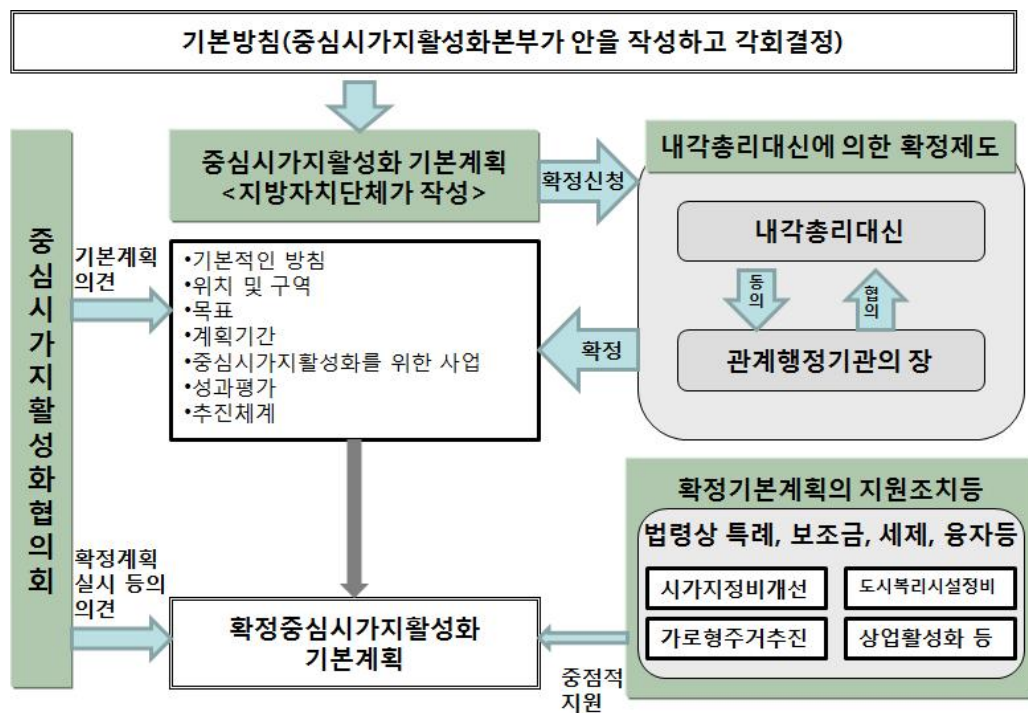 기본방침(중심시가지활성화본부가 안을 작성하고 각회결정)
중심시가지활성화 기본계획
<지방자치단체가 작성>
확정신청
내각총리대신에 의한 확정제도
내각총리대신
동의
협의
관계행정기관의 장
확정
중심시가지활성화협의회
기본계획
의견
•기본적인 방침
•위치 및 구역
•목표
•계획기간
•중심시가지활성화를 위한 사업
•성과평가
•추진체계
확정계획
실시 등의
의견
확정중심시가지활성화
기본계획
확정기본계획의 지원조치등
법령상 특례, 보조금, 세제, 융자등
시가지정비개선
도시복리시설정비
가로형주거추진
상업활성화 등
중점적
지원